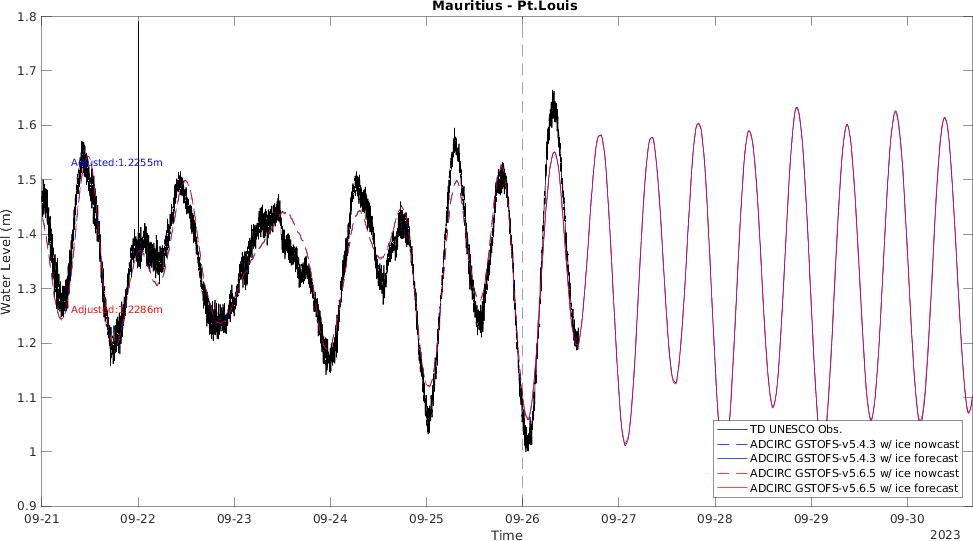 Mauritius - Pt.Louis
1.8
1.7
1.6
1.5
1.4
1.3
1.2
1.1
1
0.9
Water Level (m)
Adjusted:1.2255m
Adjusted:1.2286m
TD UNESCO Obs.
ADCIRC GSTOFS-v5.4.3 w/ ice nowcast
ADCIRC GSTOFS-v5.4.3 w/ ice forecast
ADCIRC GSTOFS-v5.6.5 w/ ice nowcast
ADCIRC GSTOFS-v5.6.5 w/ ice forecast
09-21 09-22 09-23 09-24 09-25 09-26 09-27 09-28 09-29 09-30
Time
2023